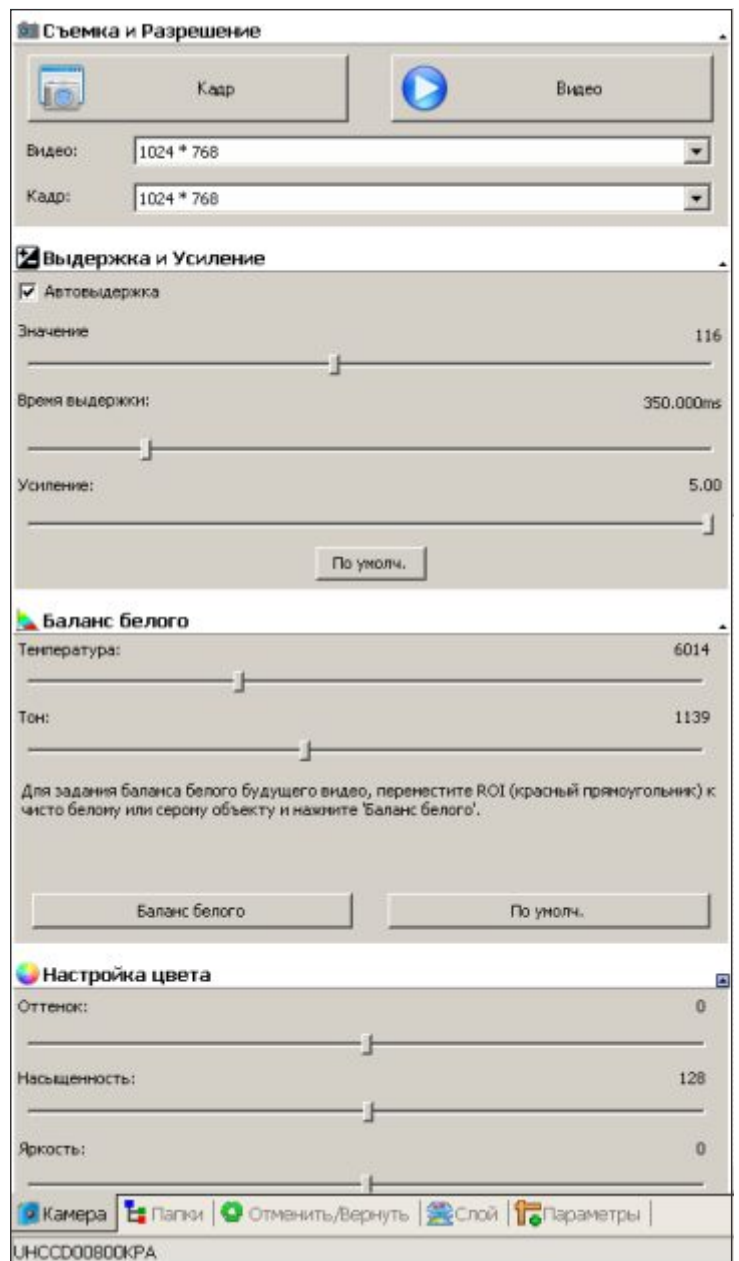 Съемка и Разрешение
Кадр Видео
Видео: 1024 * 768
Кадр: 1024 * 768
Выдержка и Усиление
Автовыдержка
Значение 116
Время выдержки: 350.000ms
Усиление: 5.00
По умолч.
Баланс белого
Температура: 6014
Тон: 1139
Для задания баланса белого будущего видео, переместите ROI (красный прямоугольник) к
чисто белому или серому объекту и нажмите 'Баланс белого'.
Баланс белого По умолч.
Настройка цвета
Оттенок: 0
Насыщенность: 128
Яркость: 0
Камера Папки Отменить/Вернуть Слой Параметры
UHCCD00800KPA